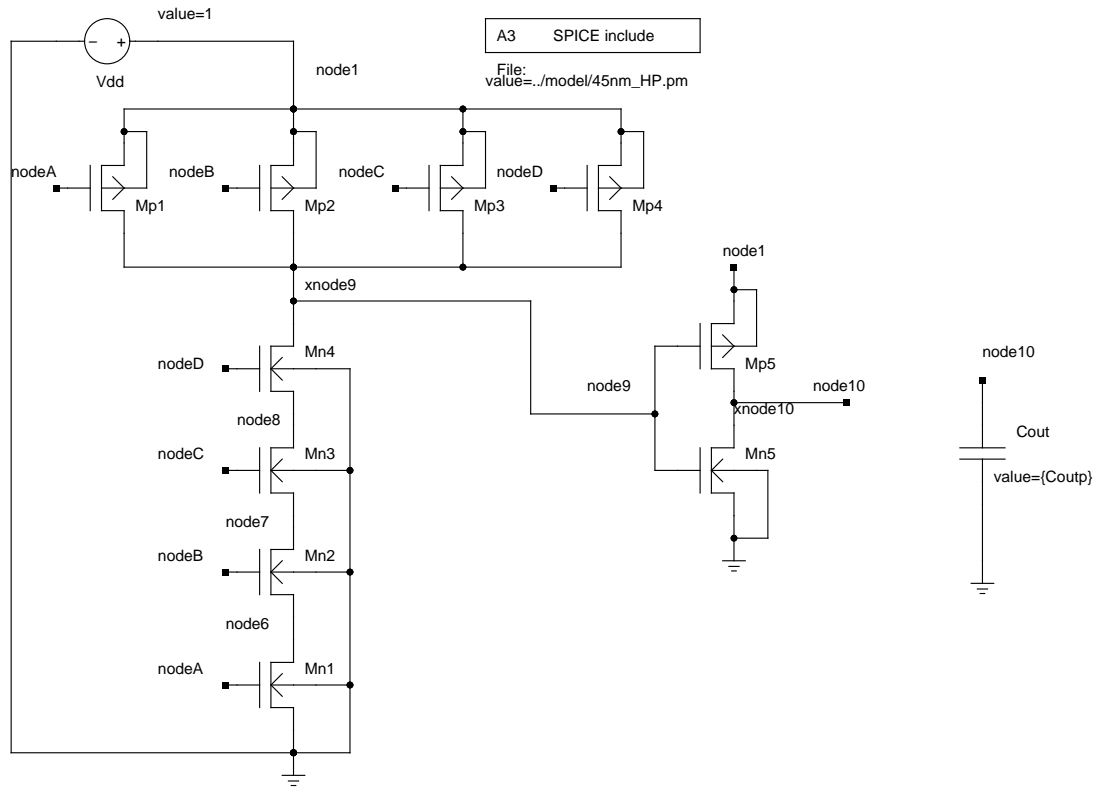 value=1
− +
Vdd
A3 SPICE include
File:
value=../model/45nm_HP.pm
node1
nodeA
nodeB
nodeC
nodeD
Mp1
Mp2
Mp3
Mp4
xnode9
node1
nodeD
Mn4
Mp5
node9
node10
xnode10
node10
node8
nodeC
Mn3
Mn5
Cout
value={Coutp}
node7
nodeB
Mn2
node6
nodeA
Mn1